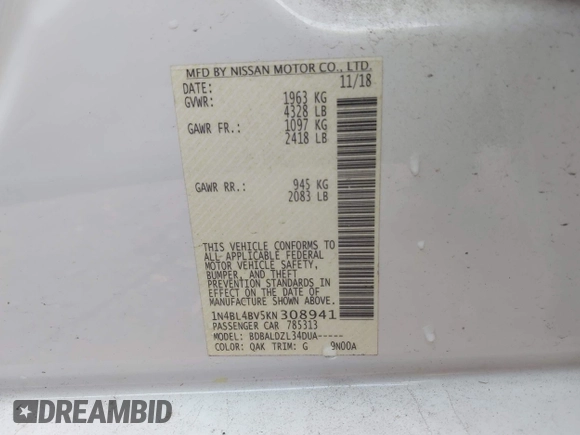 MFD BY NISSAN MOTOR CO., LTD.
DATE: 11/18
GVWR: 1963 KG
4328 LB
GAWR FR.: 1097 KG
2418 LB
GAWR RR.: 945 KG
2083 LB
THIS VEHICLE CONFORMS TO
ALL APPLICABLE FEDERAL
MOTOR VEHICLE SAFETY,
BUMPER, AND THEFT
PREVENTION STANDARDS IN
EFFECT ON THE DATE OF
MANUFACTURE SHOWN ABOVE.
1N4BL4BV5KN308941
PASSENGER CAR 785313
MODEL: BDBALDZL34DUA-----
COLOR: QAK TRIM: G 9N00A
DREAMBID